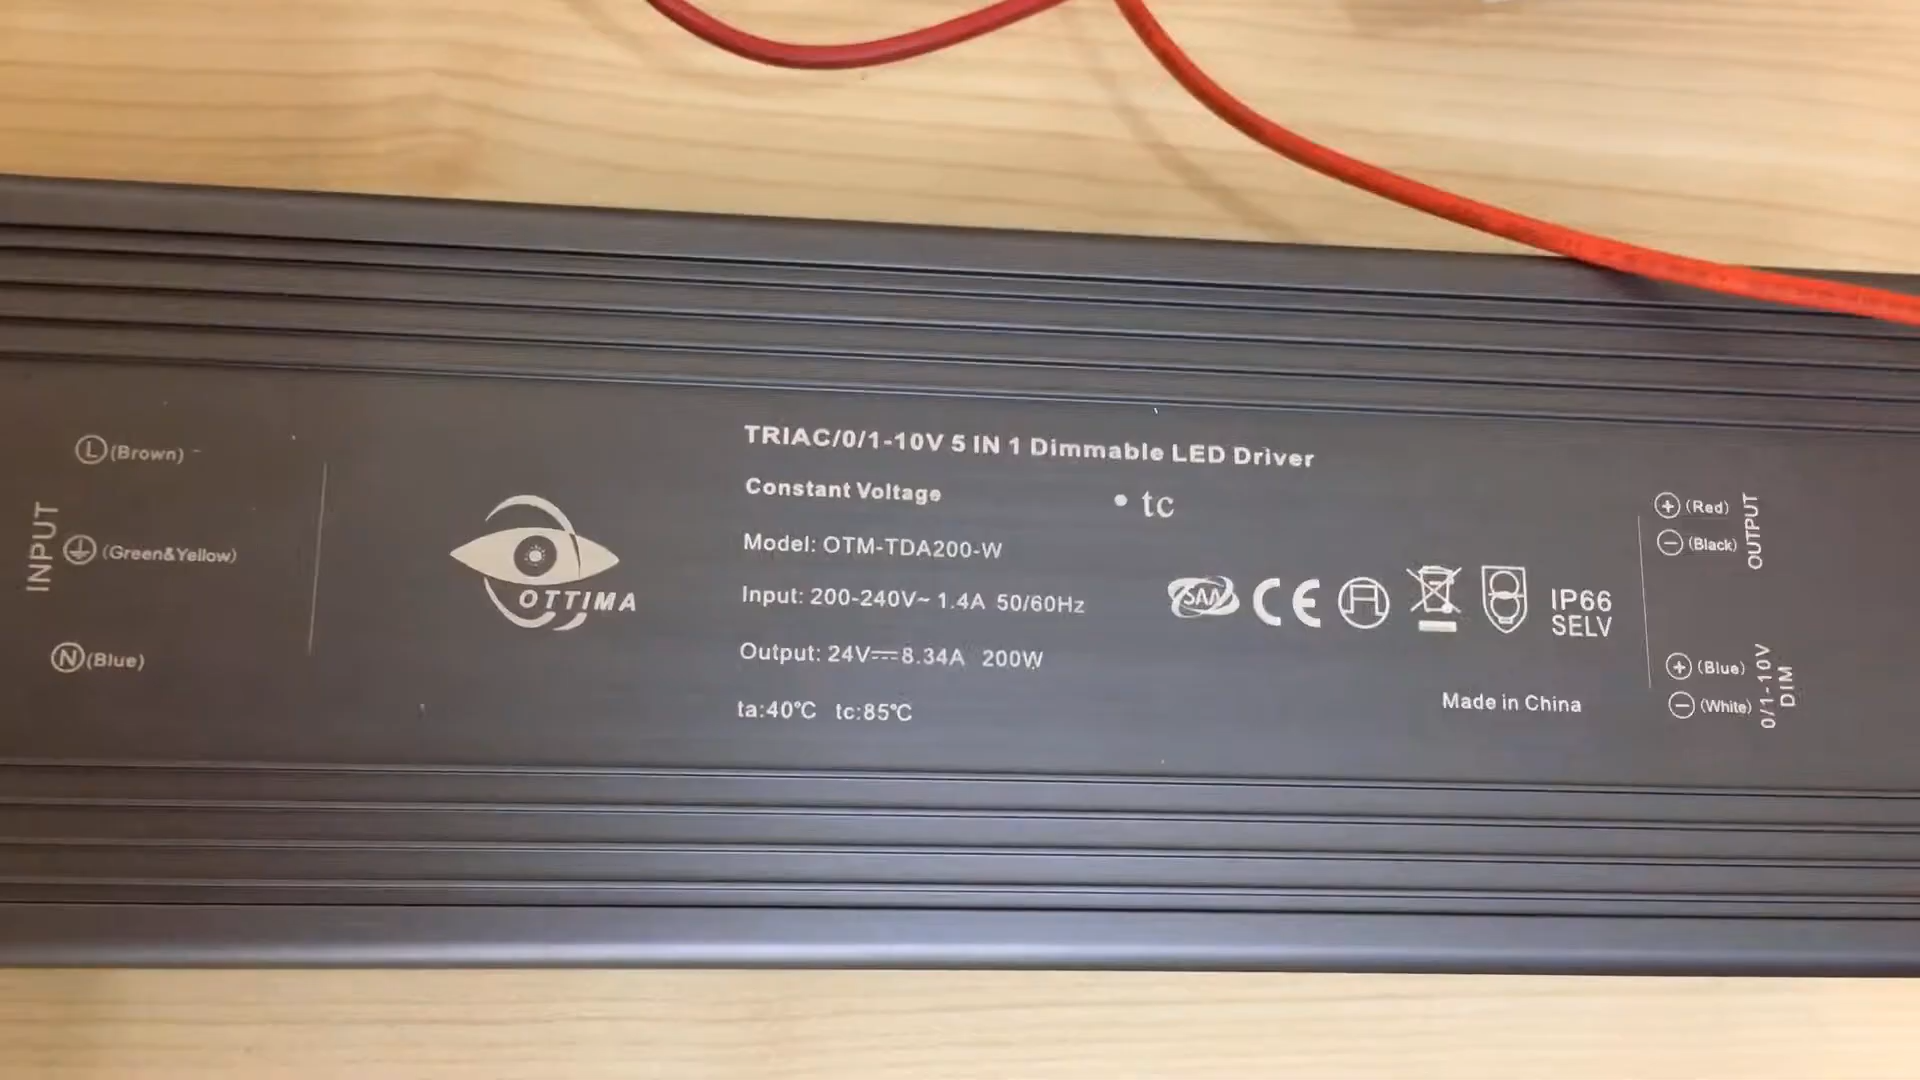 INPUT
L (Brown)
(Green&Yellow)
N (Blue)
OTTIMA
TRIAC/0/1-10V 5 IN 1 Dimmable LED Driver
Constant Voltage
• tc
Model: OTM-TDA200-W
Input: 200-240V~ 1.4A 50/60Hz
Output: 24V⎓8.34A 200W
ta:40℃ tc:85℃
SAA
CE
IP66
SELV
Made in China
+ (Red)
− (Black)
OUTPUT
+ (Blue)
− (White)
0/1-10V
DIM